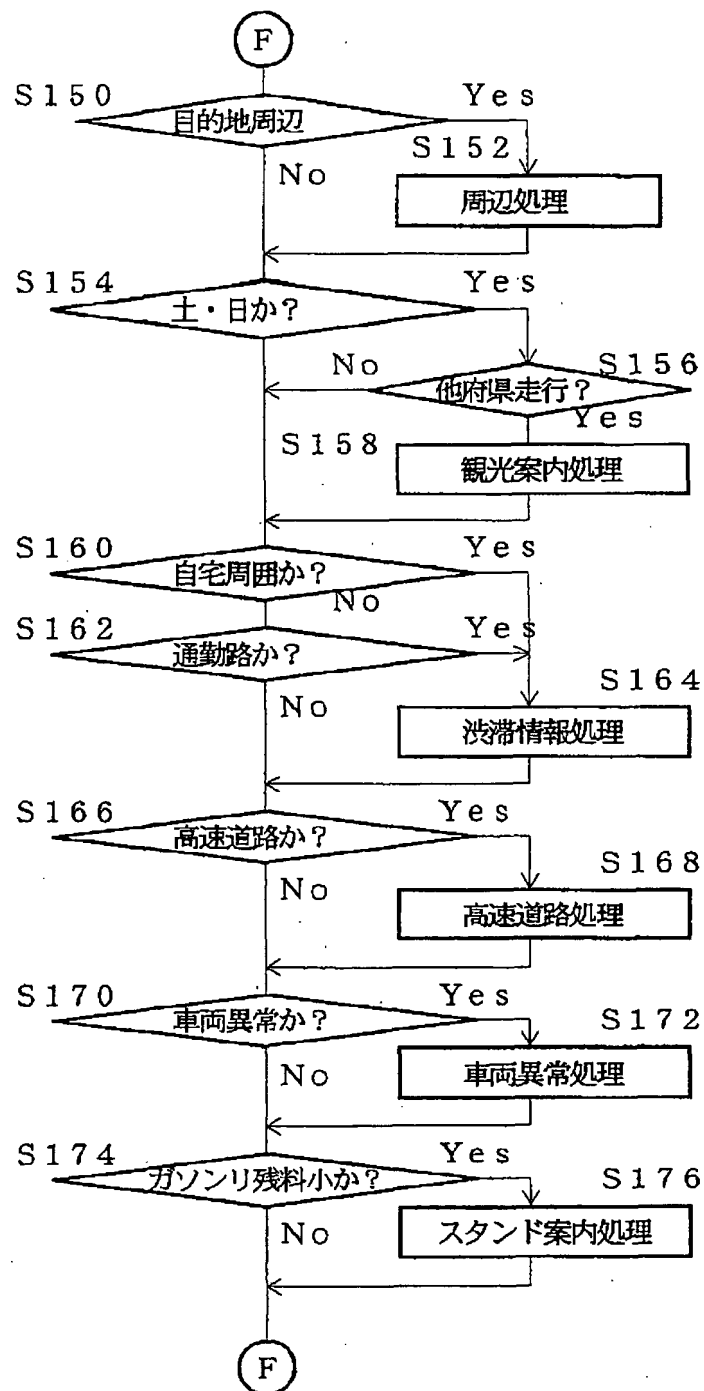 F
S150
Yes
目的地周辺
S152
No
周辺処理
S154
Yes
土・日か?
No
S156
他府県走行?
Yes
S158
観光案内処理
S160
Yes
自宅周囲か?
No
S162
Yes
通勤路か?
S164
No
渋滞情報処理
S166
Yes
高速道路か?
S168
No
高速道路処理
S170
Yes
車両異常か?
S172
No
車両異常処理
S174
Yes
ガソンリ残料小か?
S176
No
スタンド案内処理
F